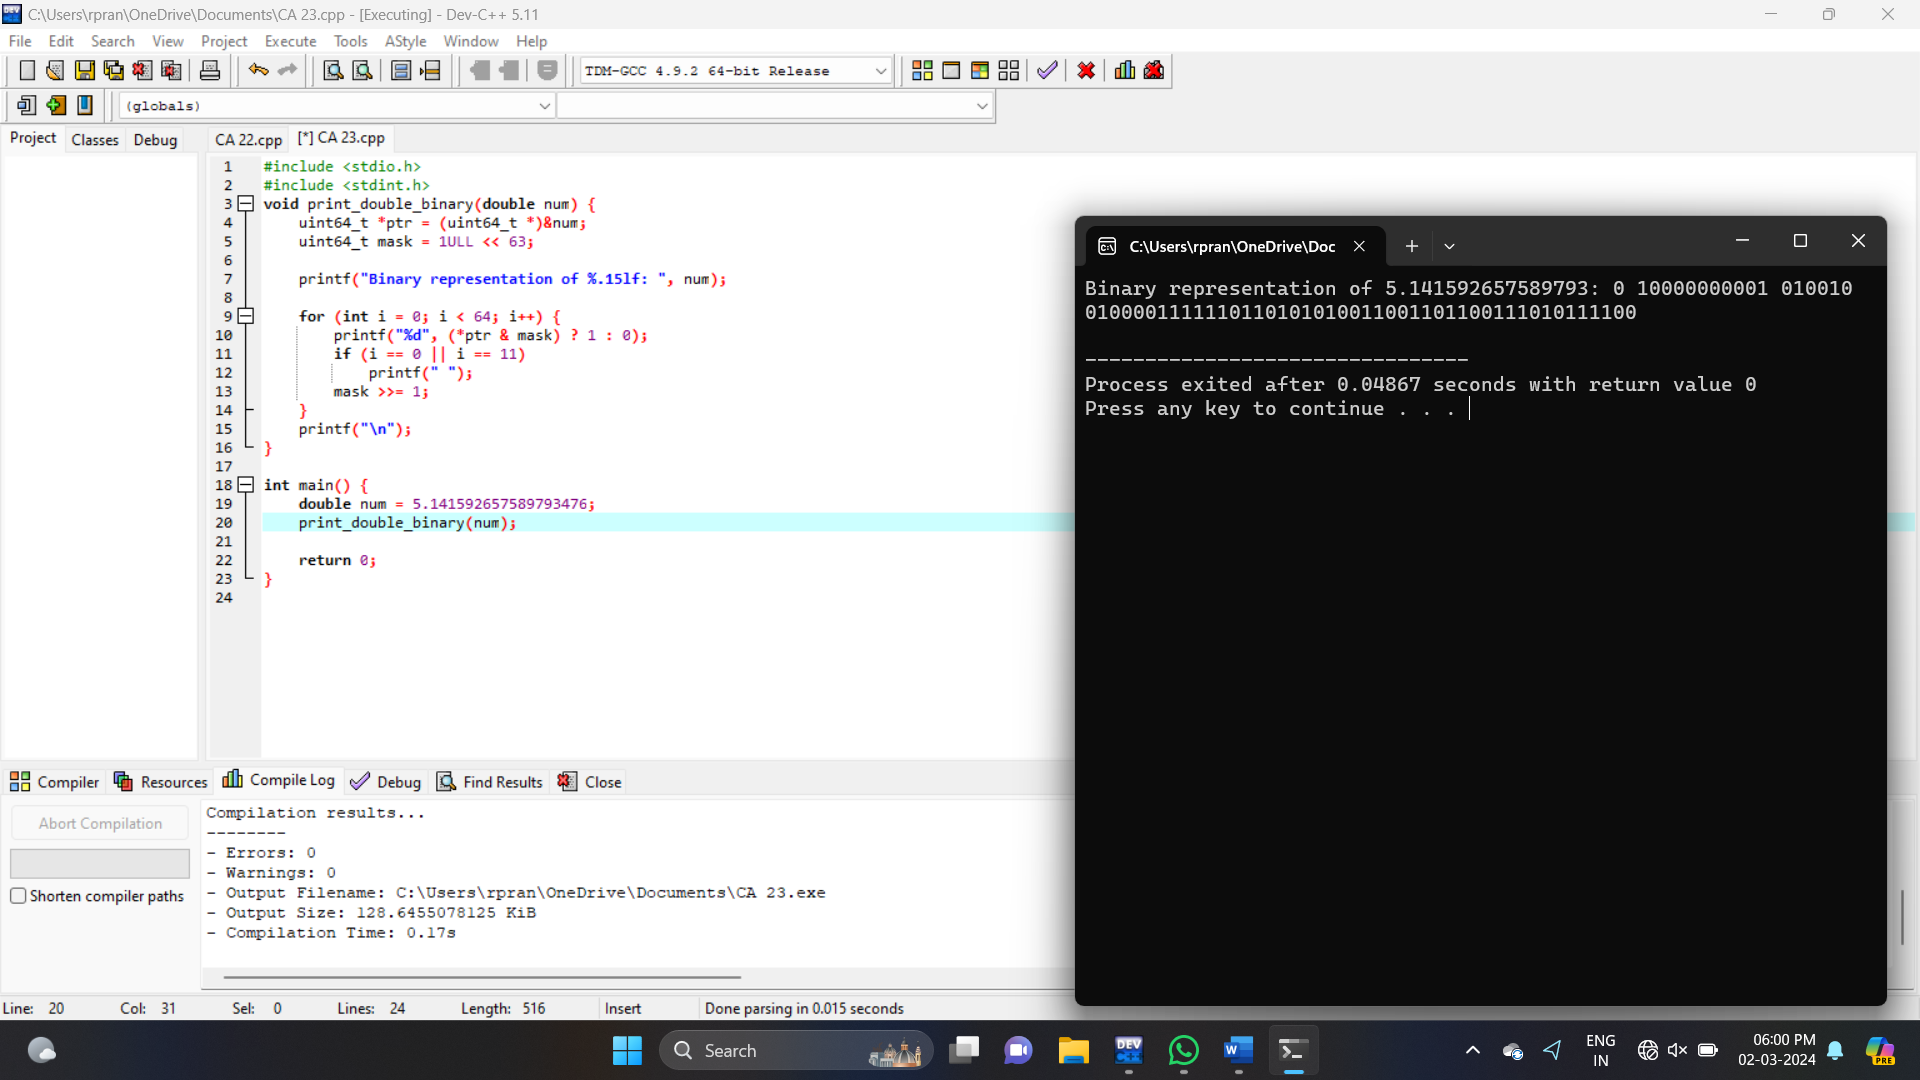 C:\Users\rpran\OneDrive\Documents\CA 23.cpp - [Executing] - Dev-C++ 5.11
File Edit Search View Project Execute Tools AStyle Window Help
TDM-GCC 4.9.2 64-bit Release
(globals)
Project Classes Debug
CA 22.cpp [*] CA 23.cpp
1 #include <stdio.h>
2 #include <stdint.h>
3 void print_double_binary(double num) {
4 uint64_t *ptr = (uint64_t *)&num;
5 uint64_t mask = 1ULL << 63;
6
7 printf("Binary representation of %.15lf: ", num);
8
9 for (int i = 0; i < 64; i++) {
10 printf("%d", (*ptr & mask) ? 1 : 0);
11 if (i == 0 || i == 11)
12 printf(" ");
13 mask >>= 1;
14 }
15 printf("\n");
16 }
17
18 int main() {
19 double num = 5.141592657589793476;
20 print_double_binary(num);
21
22 return 0;
23 }
24
C:\Users\rpran\OneDrive\Doc
Binary representation of 5.141592657589793: 0 10000000001 010010
0100001111110110101010011001101100111010111100
--------------------------------
Process exited after 0.04867 seconds with return value 0
Press any key to continue . . .
Compiler Resources Compile Log Debug Find Results Close
Abort Compilation
Shorten compiler paths
Compilation results...
--------
- Errors: 0
- Warnings: 0
- Output Filename: C:\Users\rpran\OneDrive\Documents\CA 23.exe
- Output Size: 128.6455078125 KiB
- Compilation Time: 0.17s
Line: 20 Col: 31 Sel: 0 Lines: 24 Length: 516 Insert Done parsing in 0.015 seconds
Search
DEV
W
ENG
IN
06:00 PM
02-03-2024
PRE